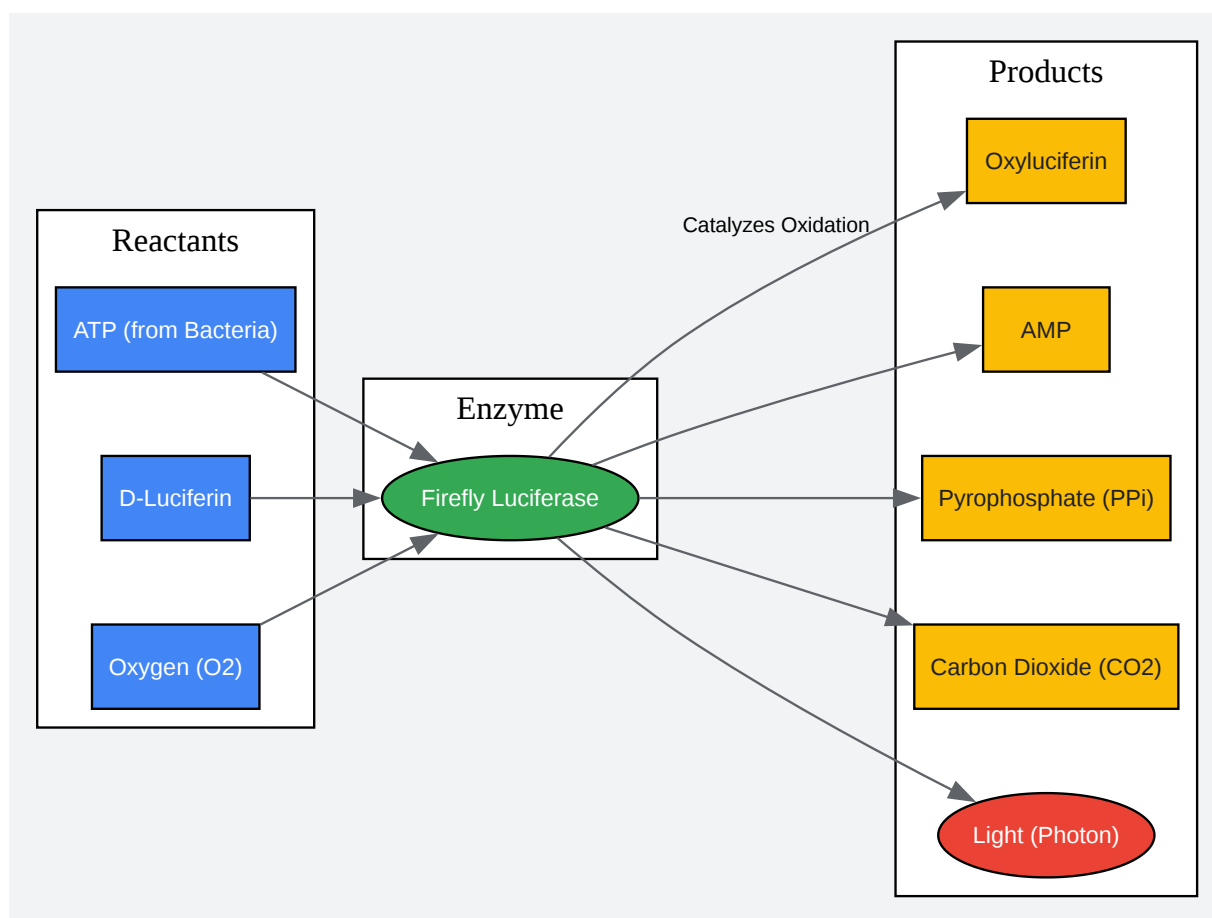 Reactants
ATP (from Bacteria)
D-Luciferin
Oxygen (O2)
Enzyme
Firefly Luciferase
Catalyzes Oxidation
Products
Oxyluciferin
AMP
Pyrophosphate (PPi)
Carbon Dioxide (CO2)
Light (Photon)